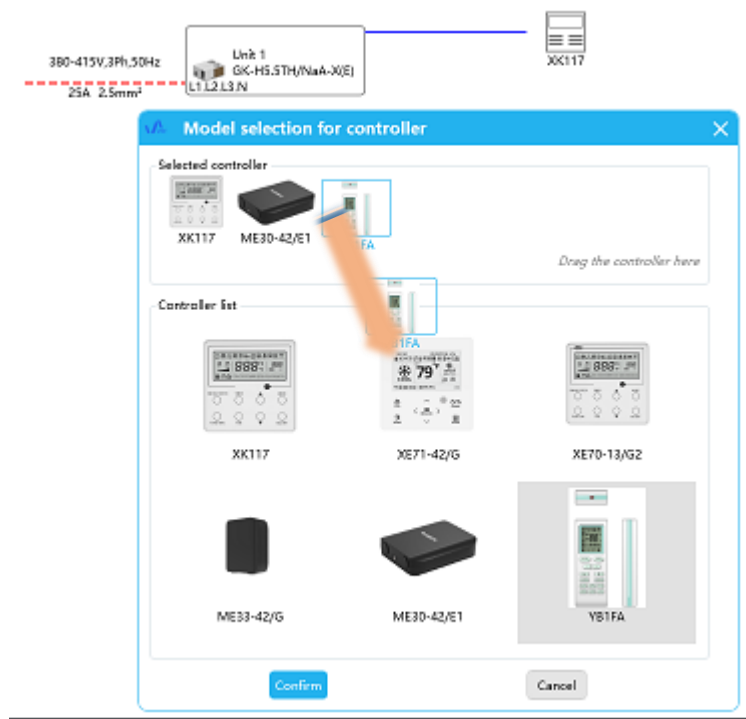 380-415V,3Ph,50Hz
25A 2.5mm²
Unit 1
GK-H5.5TH/NaA-X(E)
L1.L2.L3.N
XK117
Model selection for controller
Selected controller
XK117
ME30-42/E1
FA
Drag the controller here
Controller list
1FA
888
79
888
XK117
XE71-42/G
XE70-13/G2
ME33-42/G
ME30-42/E1
YB1FA
Confirm
Cancel